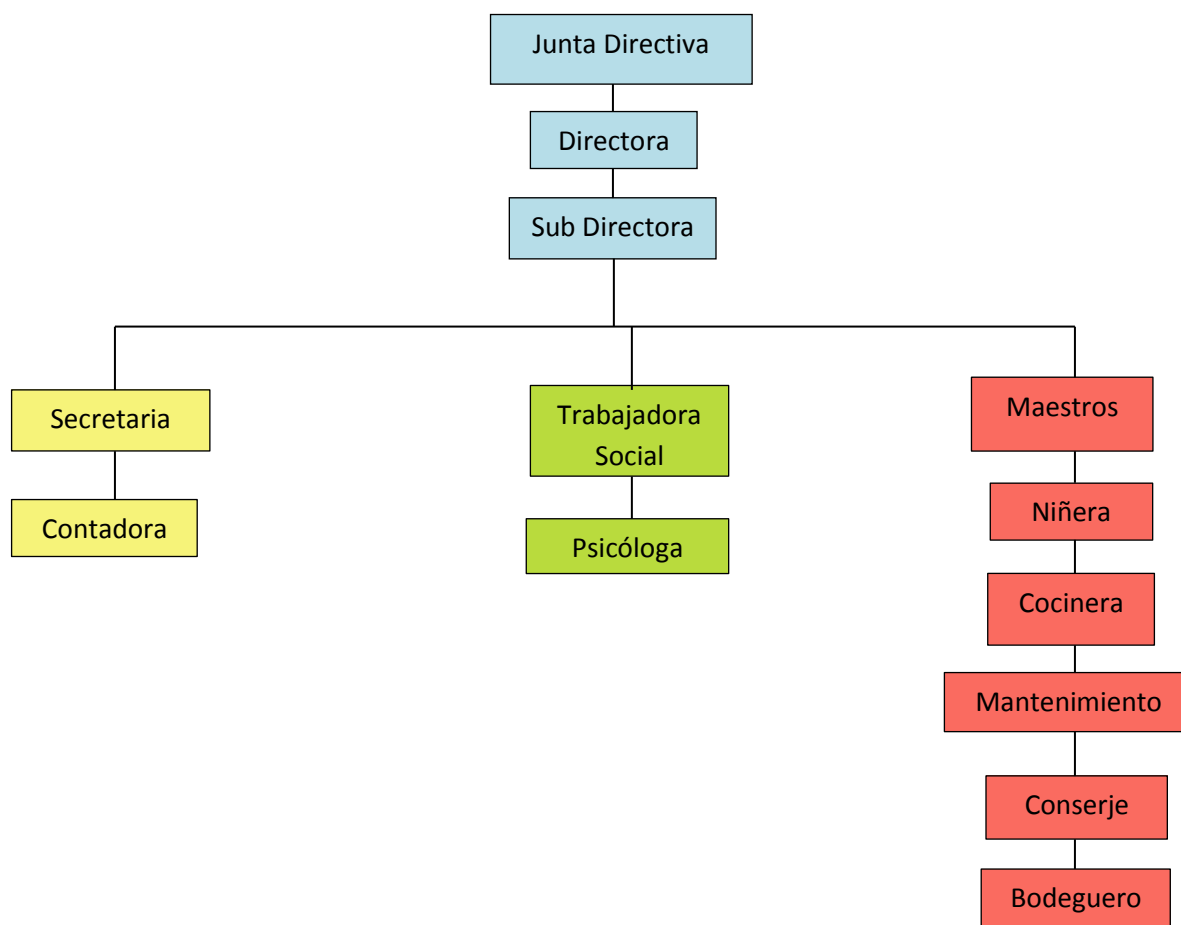 Junta Directiva
Directora
Sub Directora
Secretaria
Contadora
Trabajadora
Social
Psicóloga
Maestros
Niñera
Cocinera
Mantenimiento
Conserje
Bodeguero